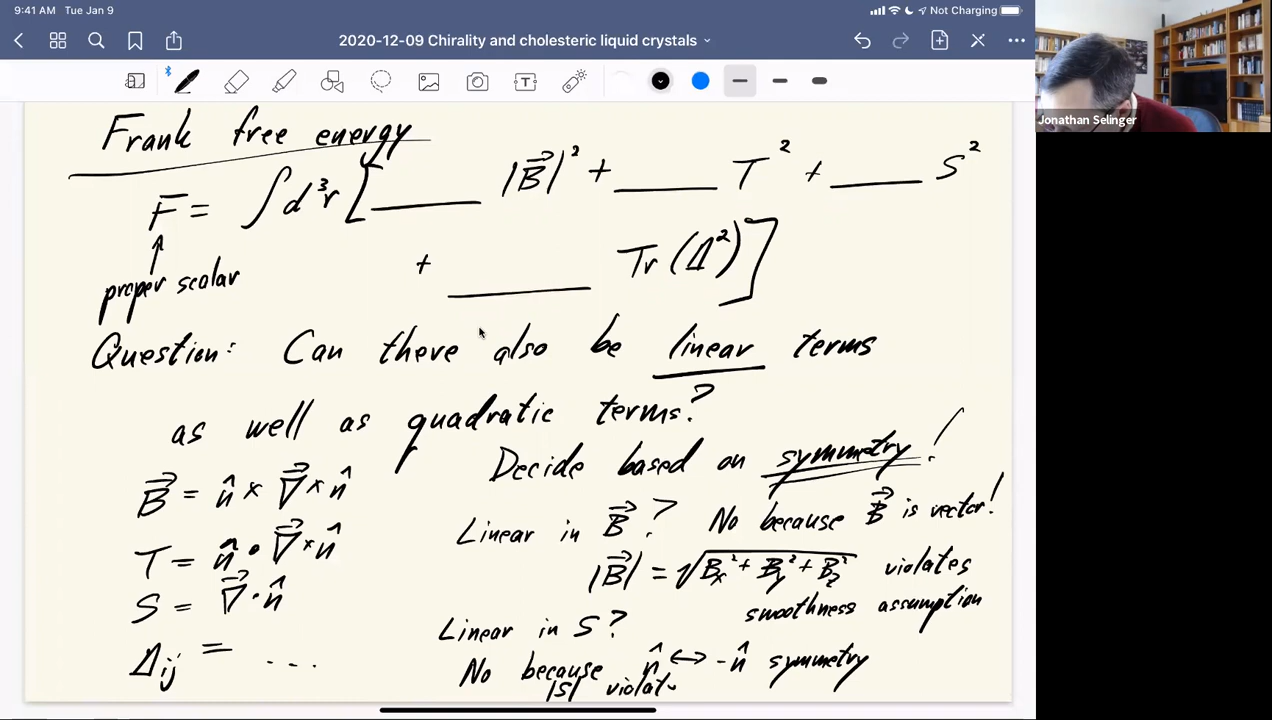 9:41 AM Tue Jan 9
Not Charging
2020-12-09 Chirality and cholesteric liquid crystals
Jonathan Selinger
Frank free energy
F = ∫ d³r [ ____ |B⃗|² + ____ T² + ____ S²
+ ____ Tr (Δ²) ]
↑
proper scalar
Question: Can there also be linear terms
as well as quadratic terms?
Decide based on symmetry!
B⃗ = n̂ × ∇⃗ × n̂
T = n̂ • ∇⃗ × n̂
S = ∇⃗ · n̂
Δij = ...
Linear in B⃗? No because B⃗ is vector!
|B⃗| = √(Bx² + By² + Bz²) violates
smoothness assumption
Linear in S?
No because n̂ ↔ -n̂ symmetry
|S|